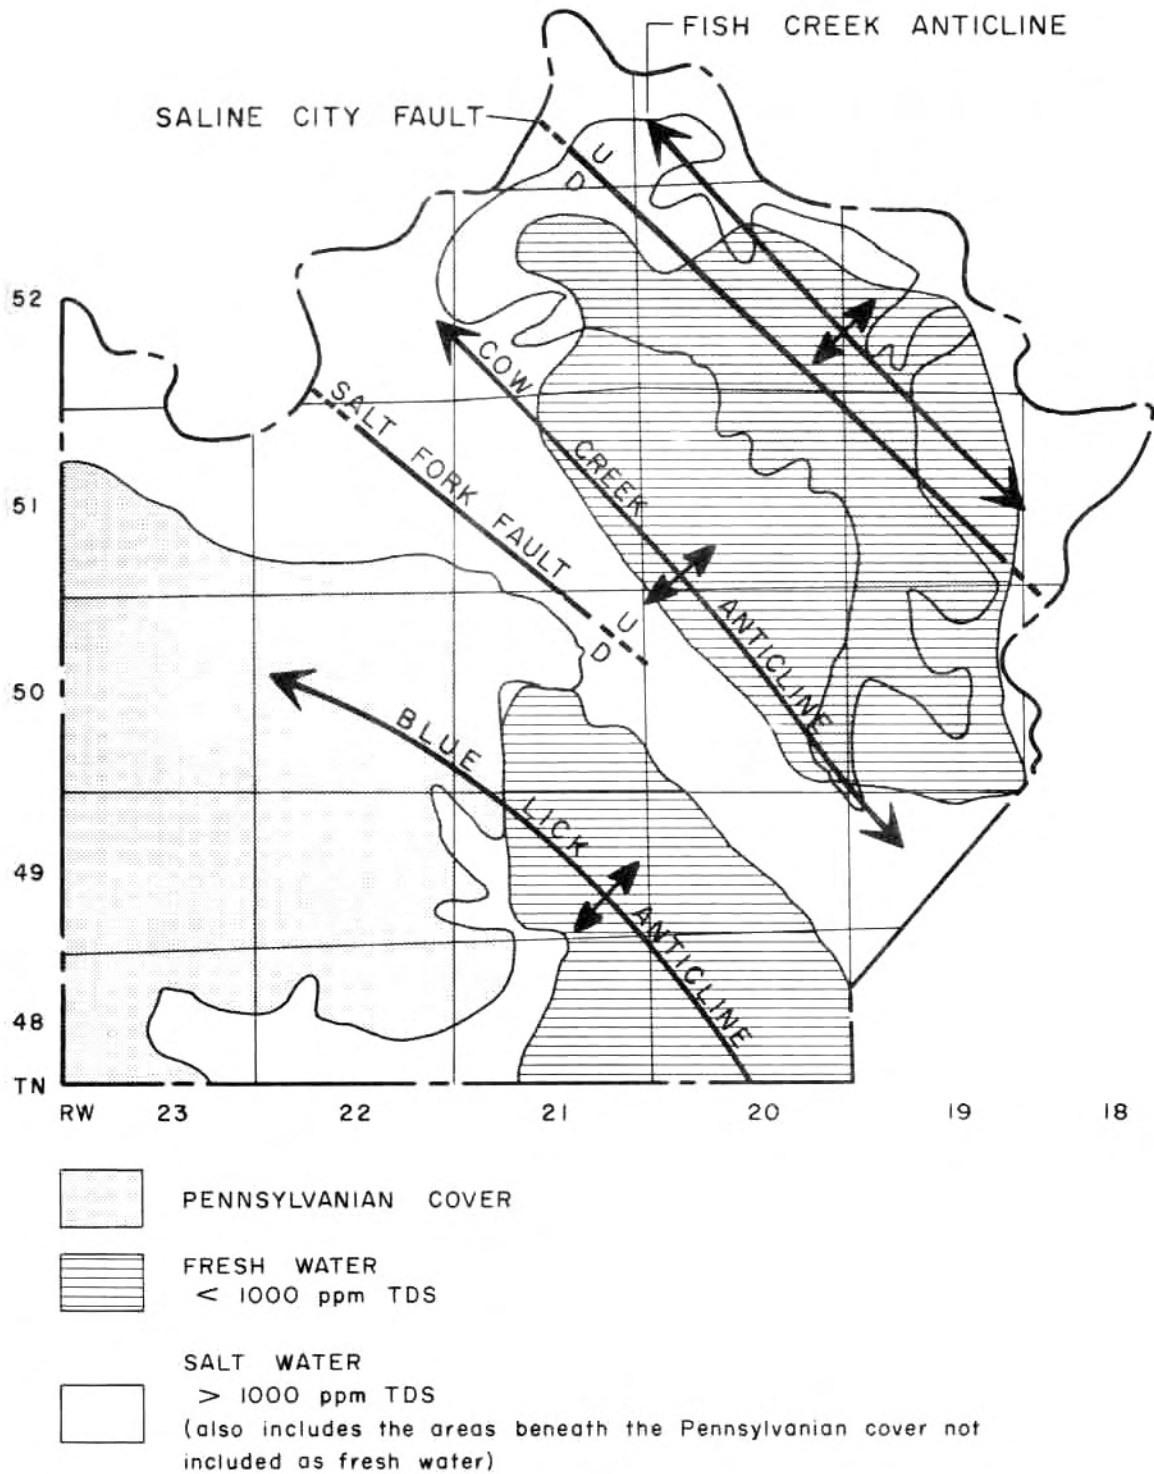 FISH CREEK ANTICLINE
SALINE CITY FAULT
U
D
52
COW CREEK ANTICLINE
SALT FORK FAULT
51
U
D
50
BLUE LICK ANTICLINE
49
48
TN
RW 23 22 21 20 19 18
PENNSYLVANIAN COVER
FRESH WATER
< 1000 ppm TDS
SALT WATER
> 1000 ppm TDS
(also includes the areas beneath the Pennsylvanian cover not
included as fresh water)